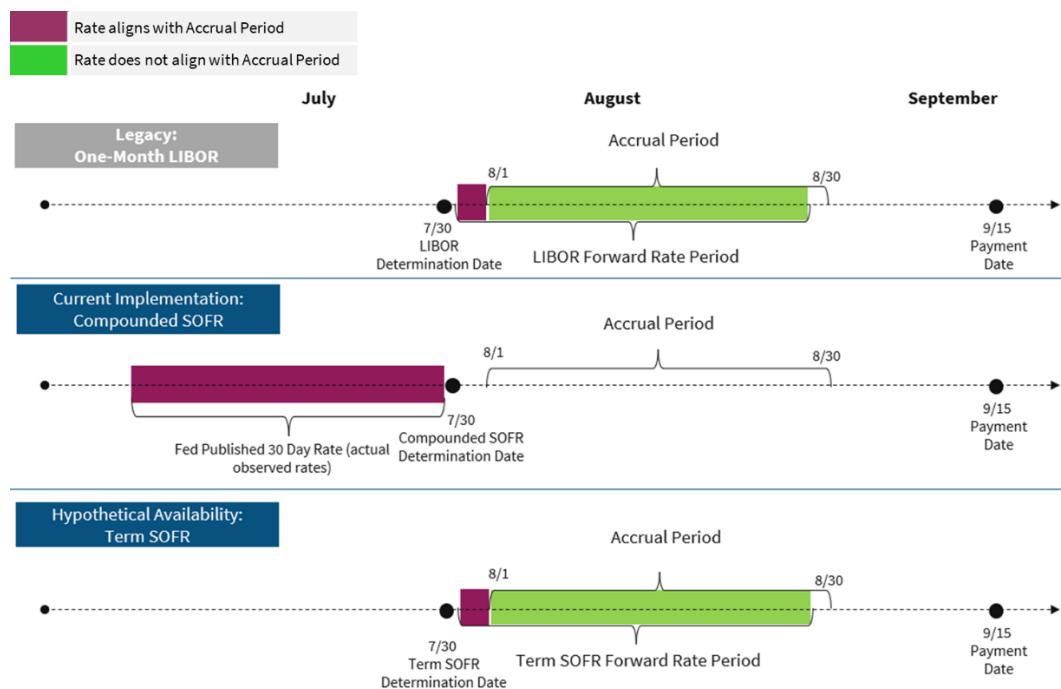 Rate aligns with Accrual Period
Rate does not align with Accrual Period
July
August
September
Legacy:
One-Month LIBOR
Accrual Period
8/1
8/30
7/30
LIBOR
Determination Date
LIBOR Forward Rate Period
9/15
Payment
Date
Current Implementation:
Compounded SOFR
Accrual Period
8/1
8/30
Fed Published 30 Day Rate (actual
observed rates)
7/30
Compounded SOFR
Determination Date
9/15
Payment
Date
Hypothetical Availability:
Term SOFR
Accrual Period
8/1
8/30
7/30
Term SOFR
Determination Date
Term SOFR Forward Rate Period
9/15
Payment
Date